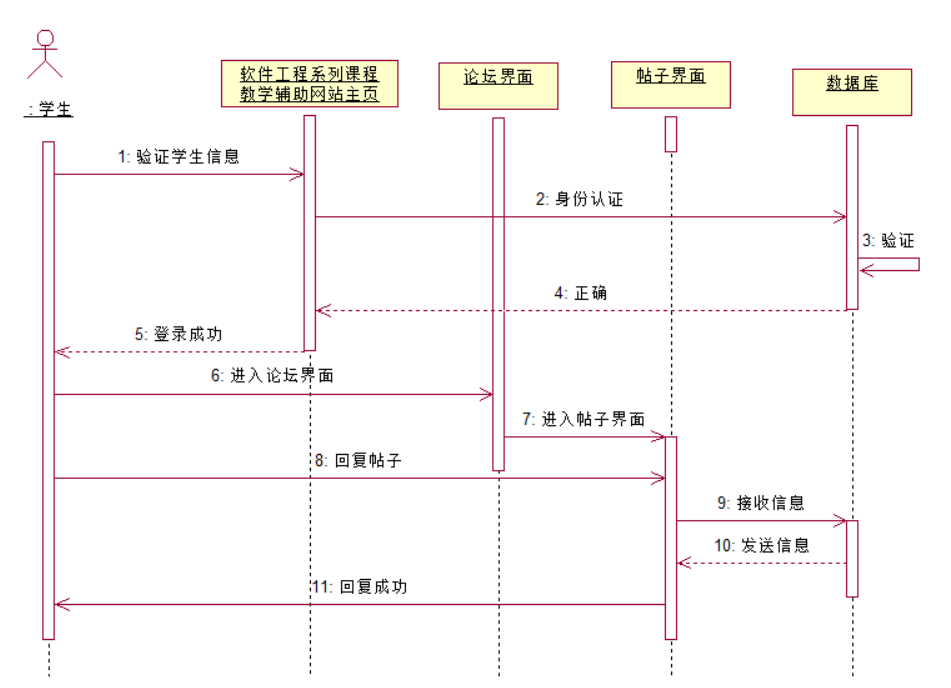 软件工程系列课程
教学辅助网站主页
论坛界面
帖子界面
数据库
: 学生
1: 验证学生信息
2: 身份认证
3: 验证
4: 正确
5: 登录成功
6: 进入论坛界面
7: 进入帖子界面
8: 回复帖子
9: 接收信息
10: 发送信息
11: 回复成功